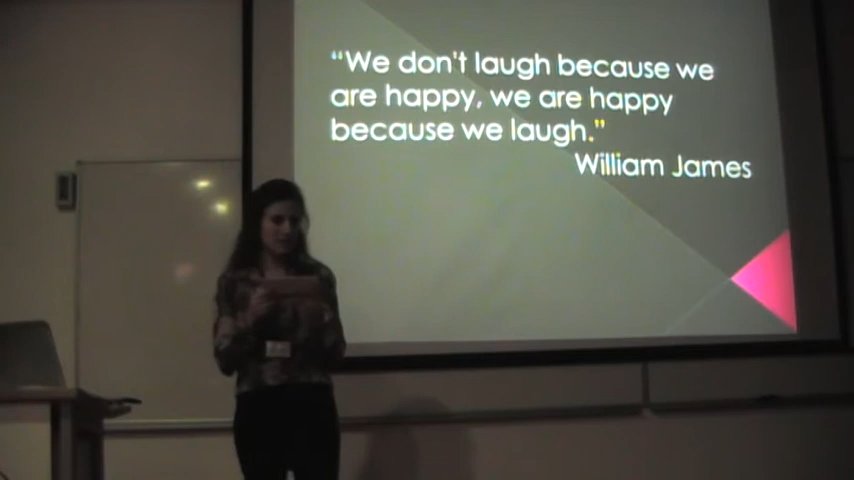 “We don't laugh because we
are happy, we are happy
because we laugh.”
William James